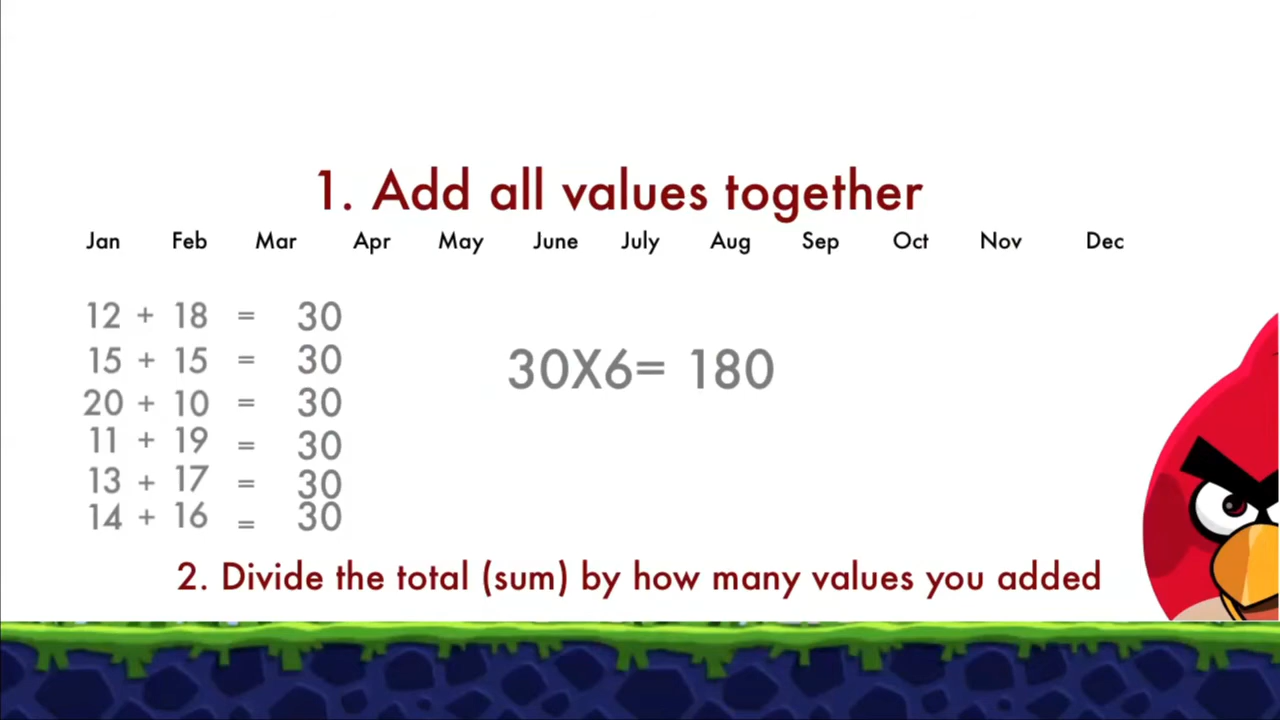 1. Add all values together
Jan Feb Mar Apr May June July Aug Sep Oct Nov Dec
12 + 18 = 30
15 + 15 = 30
30X6= 180
20 + 10 = 30
11 + 19 = 30
13 + 17 = 30
14 + 16 = 30
2. Divide the total (sum) by how many values you added